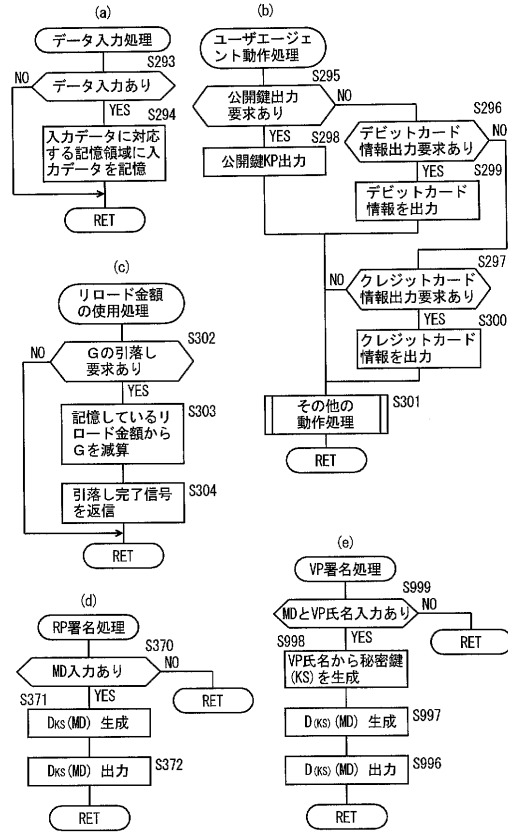 (a)
データ入力処理
S293
NO
データ入力あり
YES
S294
入力データに対応
する記憶領域に入
力データを記憶
RET
(b)
ユーザエージェ
ント動作処理
S295
公開鍵出力
要求あり
NO
YES
S298
公開鍵KP出力
S296
デビットカード
情報出力要求あり
NO
YES
S299
デビットカード
情報を出力
S297
NO
クレジットカード
情報出力要求あり
YES
S300
クレジットカード
情報を出力
その他の
動作処理
S301
RET
(c)
リロード金額
の使用処理
S302
NO
Gの引落し
要求あり
YES
S303
記憶しているリ
ロード金額から
Gを減算
引落し完了信号
を返信
S304
RET
(d)
RP署名処理
S370
MD入力あり
NO
S371
YES
RET
DKS(MD) 生成
DKS(MD) 出力
S372
RET
(e)
VP署名処理
S999
MDとVP氏名入力あり
NO
S998
YES
RET
VP氏名から秘密鍵
(KS)を生成
D(KS)(MD) 生成
S997
D(KS)(MD) 出力
S996
RET